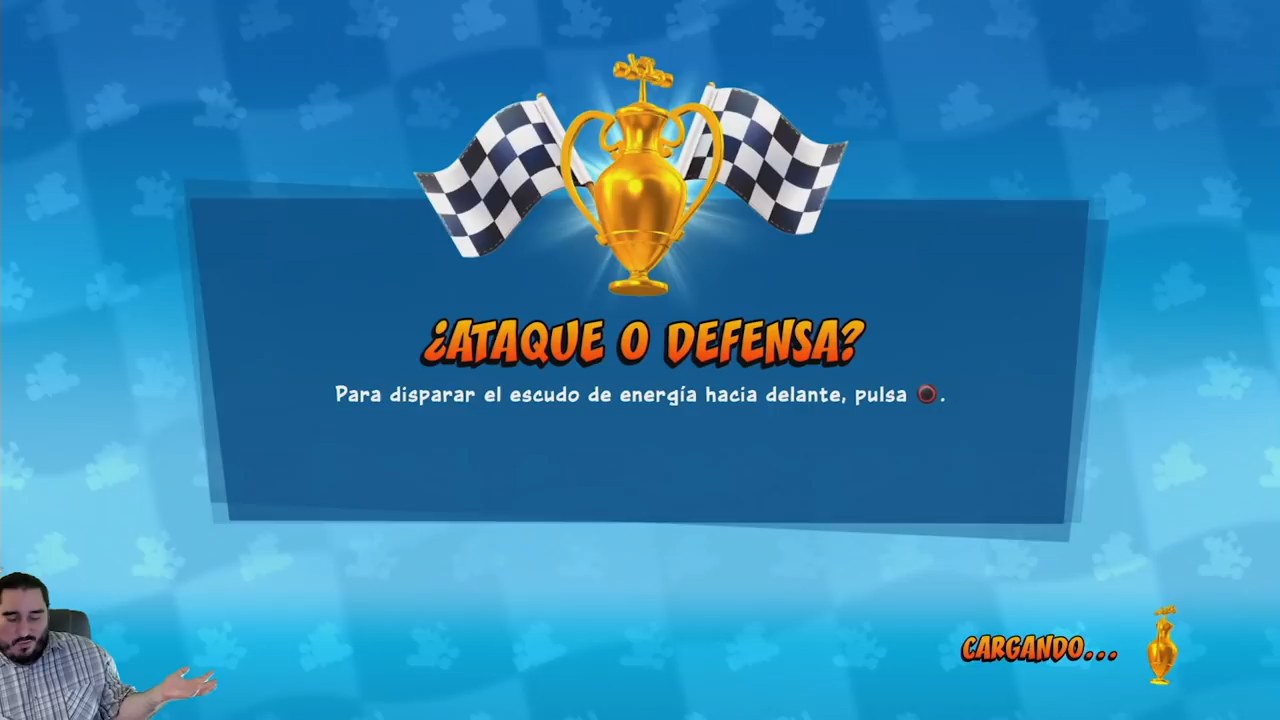 ¿ATAQUE O DEFENSA?
Para disparar el escudo de energía hacia delante, pulsa .
CARGANDO...